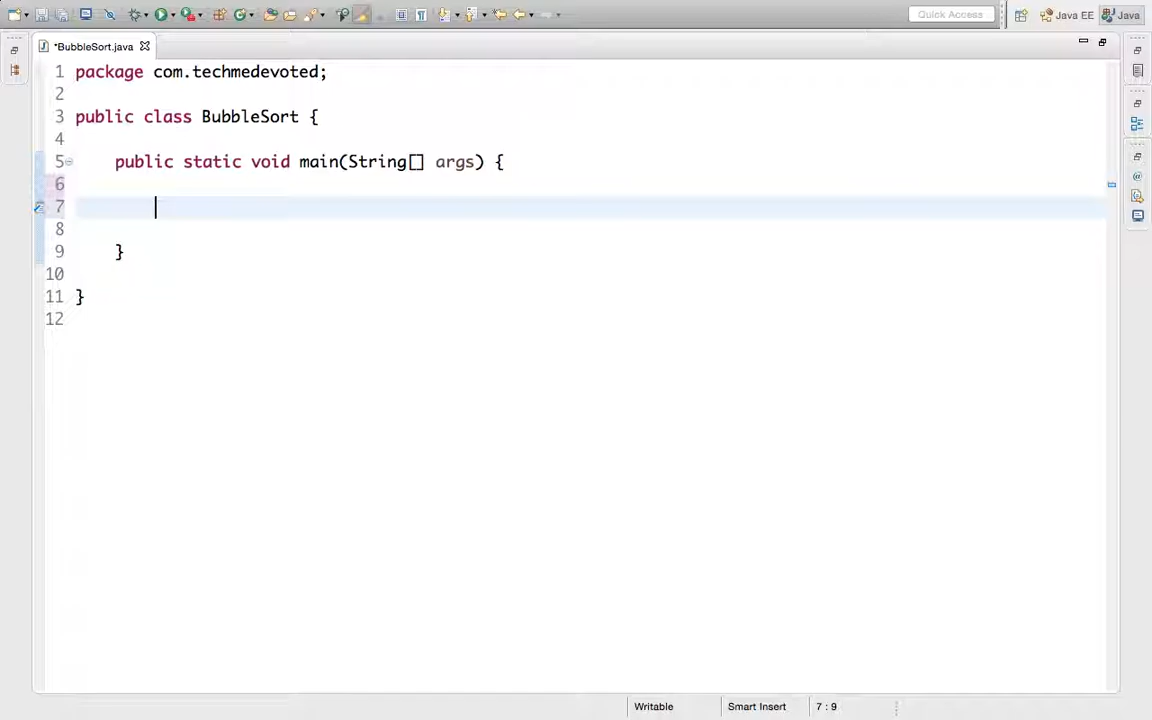 Quick Access
Java EE
Java
*BubbleSort.java
1 package com.techmedevoted;
2
3 public class BubbleSort {
4
5 public static void main(String[] args) {
6
7
8
9 }
10
11 }
12
Writable
Smart Insert
7 : 9